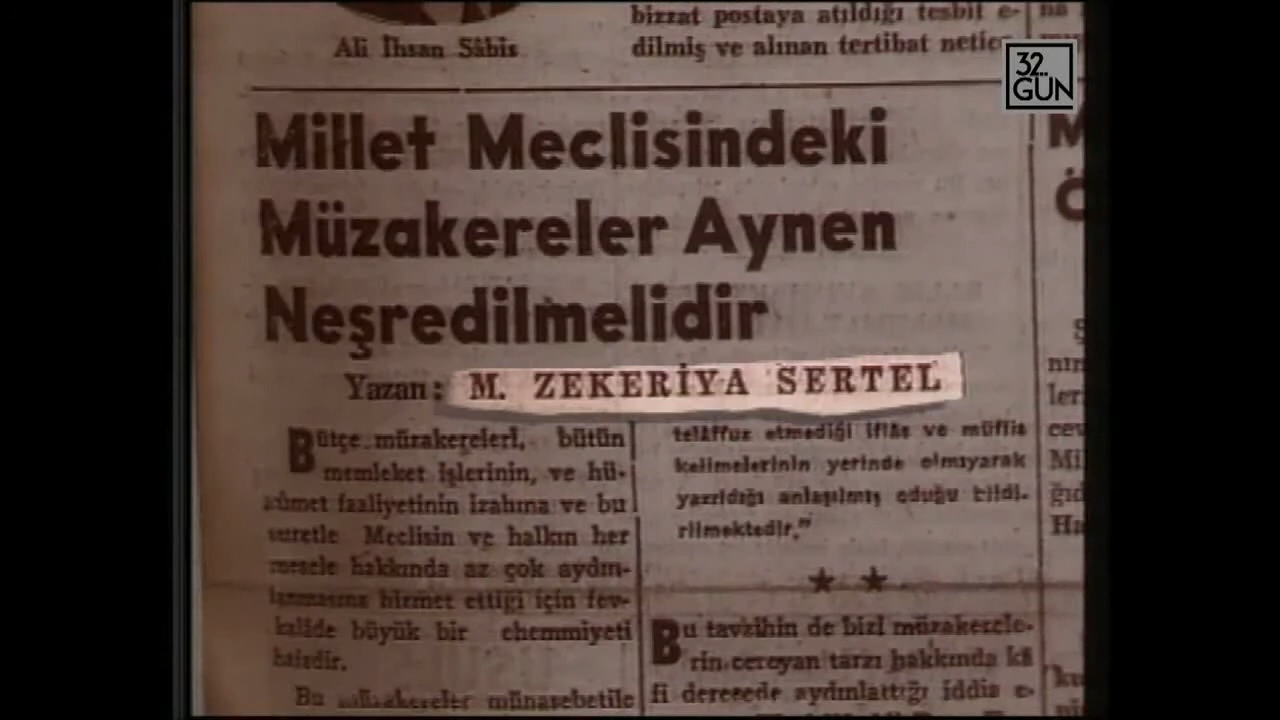 bizzat postaya atıldığı tesbit e-
dilmiş ve alınan tertibat netice
Ali İhsan Sâbis
32.
GÜN
Millet Meclisindeki
Müzakereler Aynen
Neşredilmelidir
Yazan: M. ZEKERİYA SERTEL
Bütçe müzakereleri, bütün
memleket işlerinin, ve hü-
kûmet faaliyetinin izahına ve bu
suretle Meclisin ve halkın her
mesele hakkında az çok aydın-
lanmasına hizmet ettiği için fev-
kalâde büyük bir ehemmiyeti
haizdir.
Bu müzakereler münasebetile
telâffuz etmediği iflâs ve müflis
kelimelerinin yerinde olmıyarak
yazıldığı anlaşılmış oduğu bildi-
rilmektedir."
★ ★
Bu tavzihin de bizi müzakerele-
rin cereyan tarzı hakkında kâ
fi derecede aydınlattığı iddia e-